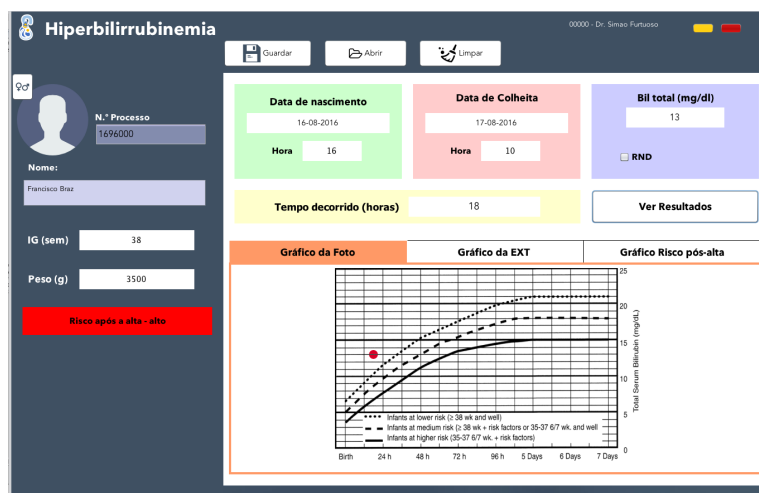 Hiperbilirrubinemia
00000 - Dr. Simao Furtuoso
Guardar
Abrir
Limpar
N.º Processo
1696000
Nome:
Francisco Braz
IG (sem)
38
Peso (g)
3500
Risco após a alta - alto
Data de nascimento
16-08-2016
Hora
16
Data de Colheita
17-08-2016
Hora
10
Bil total (mg/dl)
13
RND
Tempo decorrido (horas)
18
Ver Resultados
Gráfico da Foto
Gráfico da EXT
Gráfico Risco pós-alta
25
20
15
10
5
0
Total Serum Bilirubin (mg/dL)
Infants at lower risk (≥ 38 wk and well)
Infants at medium risk (≥ 38 wk + risk factors or 35-37 6/7 wk. and well
Infants at higher risk (35-37 6/7 wk. + risk factors)
Birth
24 h
48 h
72 h
96 h
5 Days
6 Days
7 Days